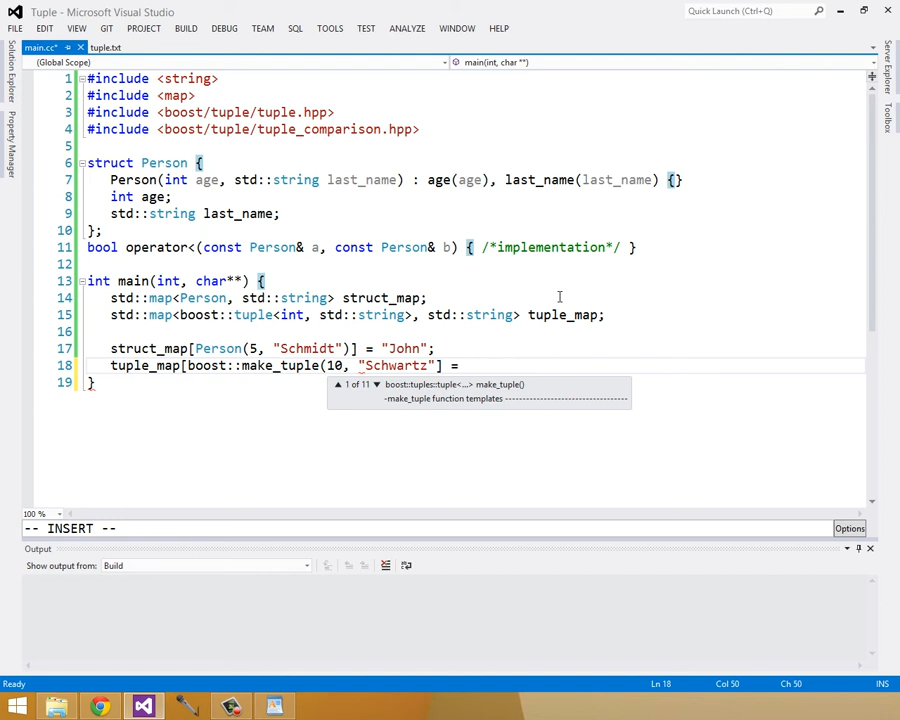 Tuple - Microsoft Visual Studio
Quick Launch (Ctrl+Q)
FILE EDIT VIEW GIT PROJECT BUILD DEBUG TEAM SQL TOOLS TEST ANALYZE WINDOW HELP
main.cc* tuple.txt
(Global Scope) main(int, char **)
Solution Explorer
Property Manager
Server Explorer
Toolbox
1 #include <string>
2 #include <map>
3 #include <boost/tuple/tuple.hpp>
4 #include <boost/tuple/tuple_comparison.hpp>
5
6 struct Person {
7 Person(int age, std::string last_name) : age(age), last_name(last_name) {}
8 int age;
9 std::string last_name;
10 };
11 bool operator<(const Person& a, const Person& b) { /*implementation*/ }
12
13 int main(int, char**) {
14 std::map<Person, std::string> struct_map;
15 std::map<boost::tuple<int, std::string>, std::string> tuple_map;
16
17 struct_map[Person(5, "Schmidt")] = "John";
18 tuple_map[boost::make_tuple(10, "Schwartz"] =
19 }
1 of 11 boost::tuples::tuple<...> make_tuple()
-make_tuple function templates -----------------------------------
100 %
-- INSERT --
Options
Output
Show output from: Build
Ready Ln 18 Col 50 Ch 50 INS